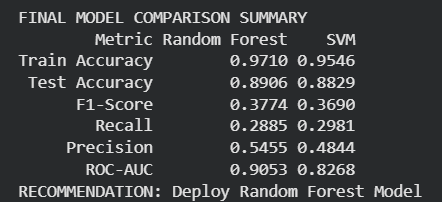 FINAL MODEL COMPARISON SUMMARY
Metric Random Forest SVM
Train Accuracy 0.9710 0.9546
Test Accuracy 0.8906 0.8829
F1-Score 0.3774 0.3690
Recall 0.2885 0.2981
Precision 0.5455 0.4844
ROC-AUC 0.9053 0.8268
RECOMMENDATION: Deploy Random Forest Model